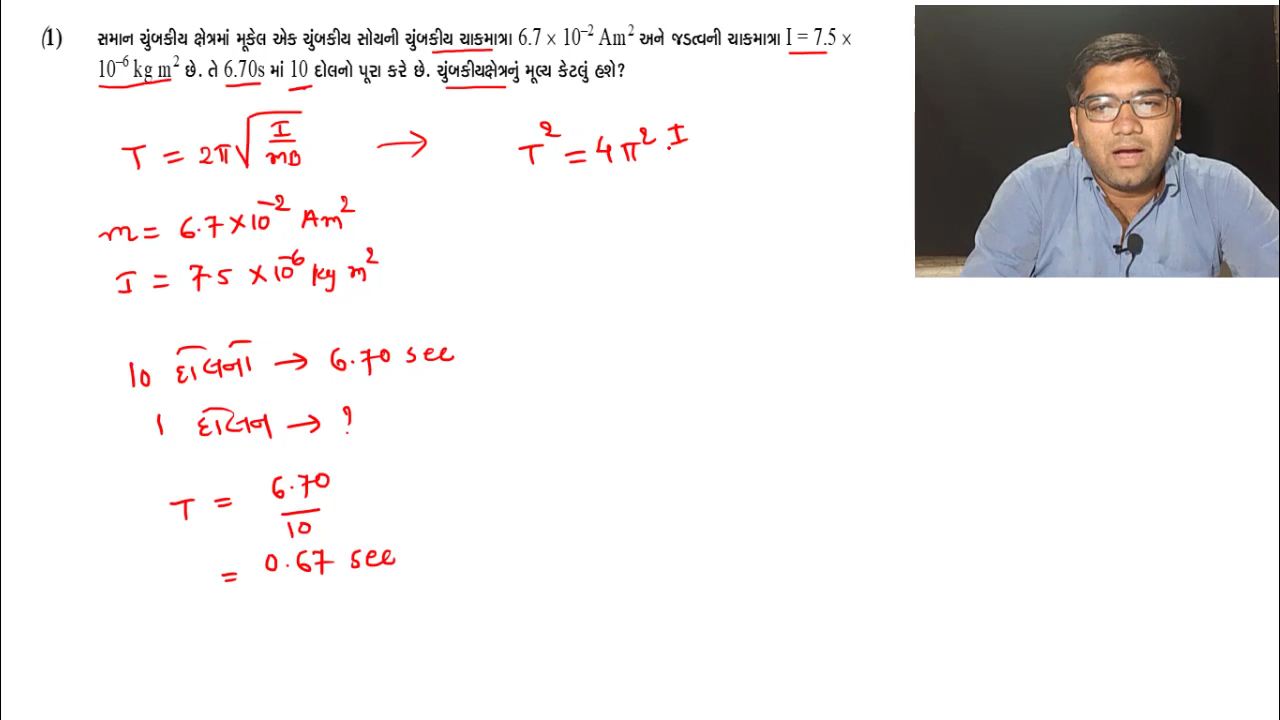 (1) સમાન ચુંબકીય ક્ષેત્રમાં મૂકેલ એક ચુંબકીય સોયની ચુંબકીય ચાકમાત્રા 6.7 × 10⁻² Am² અને જડત્વની ચાકમાત્રા I = 7.5 ×
10⁻⁶ kg m² છે. તે 6.70s માં 10 દોલનો પૂરા કરે છે. ચુંબકીયક્ષેત્રનું મૂલ્ય કેટલું હશે?
T = 2π√(I/mB) → T² = 4π² . I
m = 6.7 × 10⁻² Am²
I = 7.5 × 10⁻⁶ kg m²
10 દોલનો → 6.70 sec
1 દોલન → ?
T = 6.70
10
= 0.67 sec